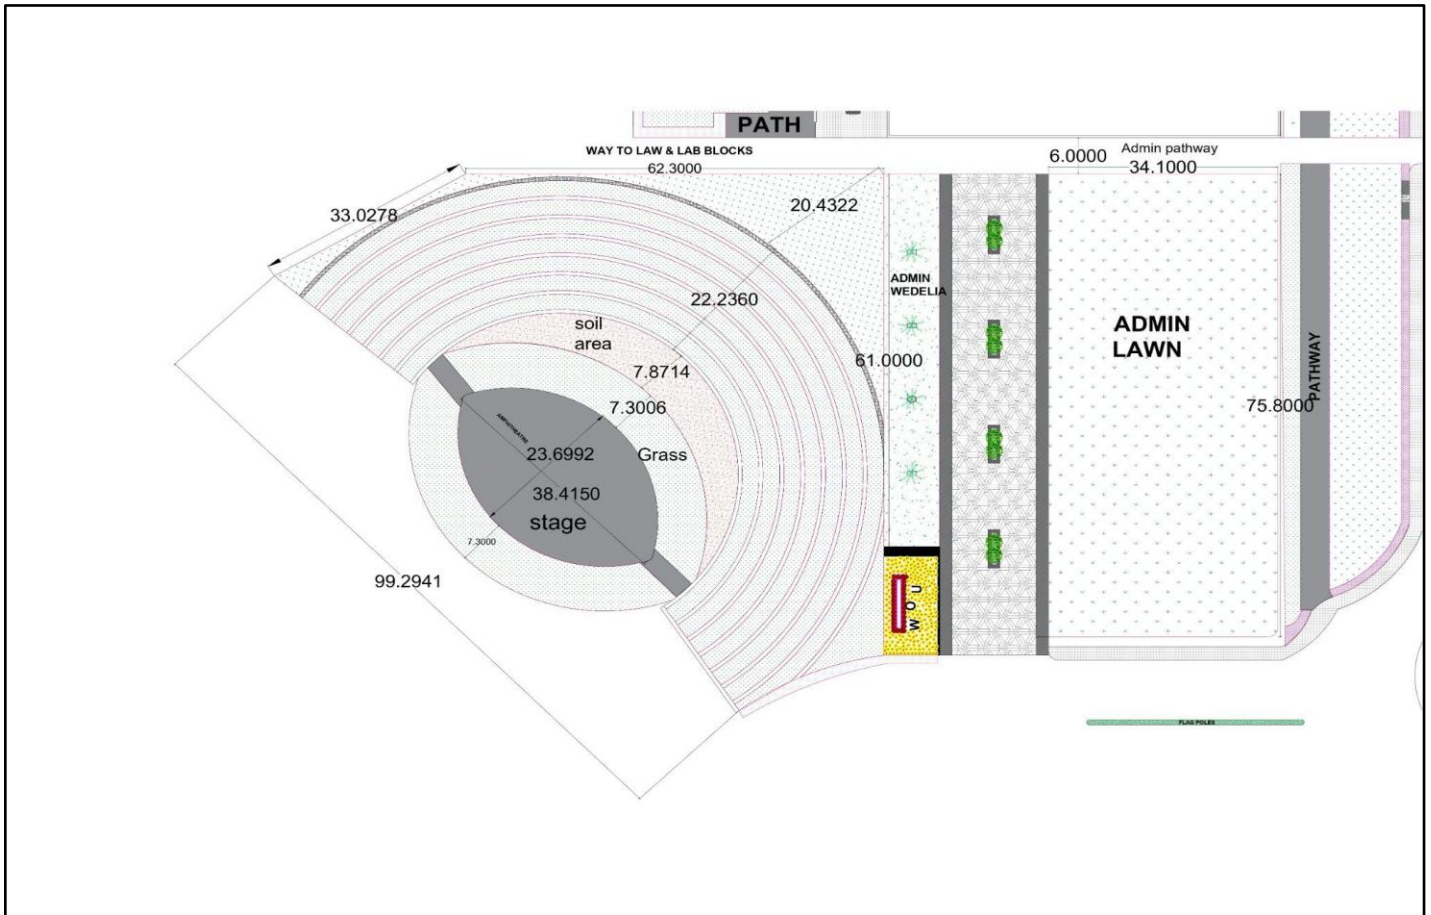 PATH
WAY TO LAW & LAB BLOCKS
62.3000
Admin pathway
6.0000
34.1000
33.0278
20.4322
ADMIN
WEDELIA
22.2360
soil
area
ADMIN
LAWN
61.0000
7.8714
PATHWAY
7.3006
75.8000
AMPHITHEATRE
23.6992
Grass
38.4150
stage
7.3000
99.2941
WOU
FLAG POLES